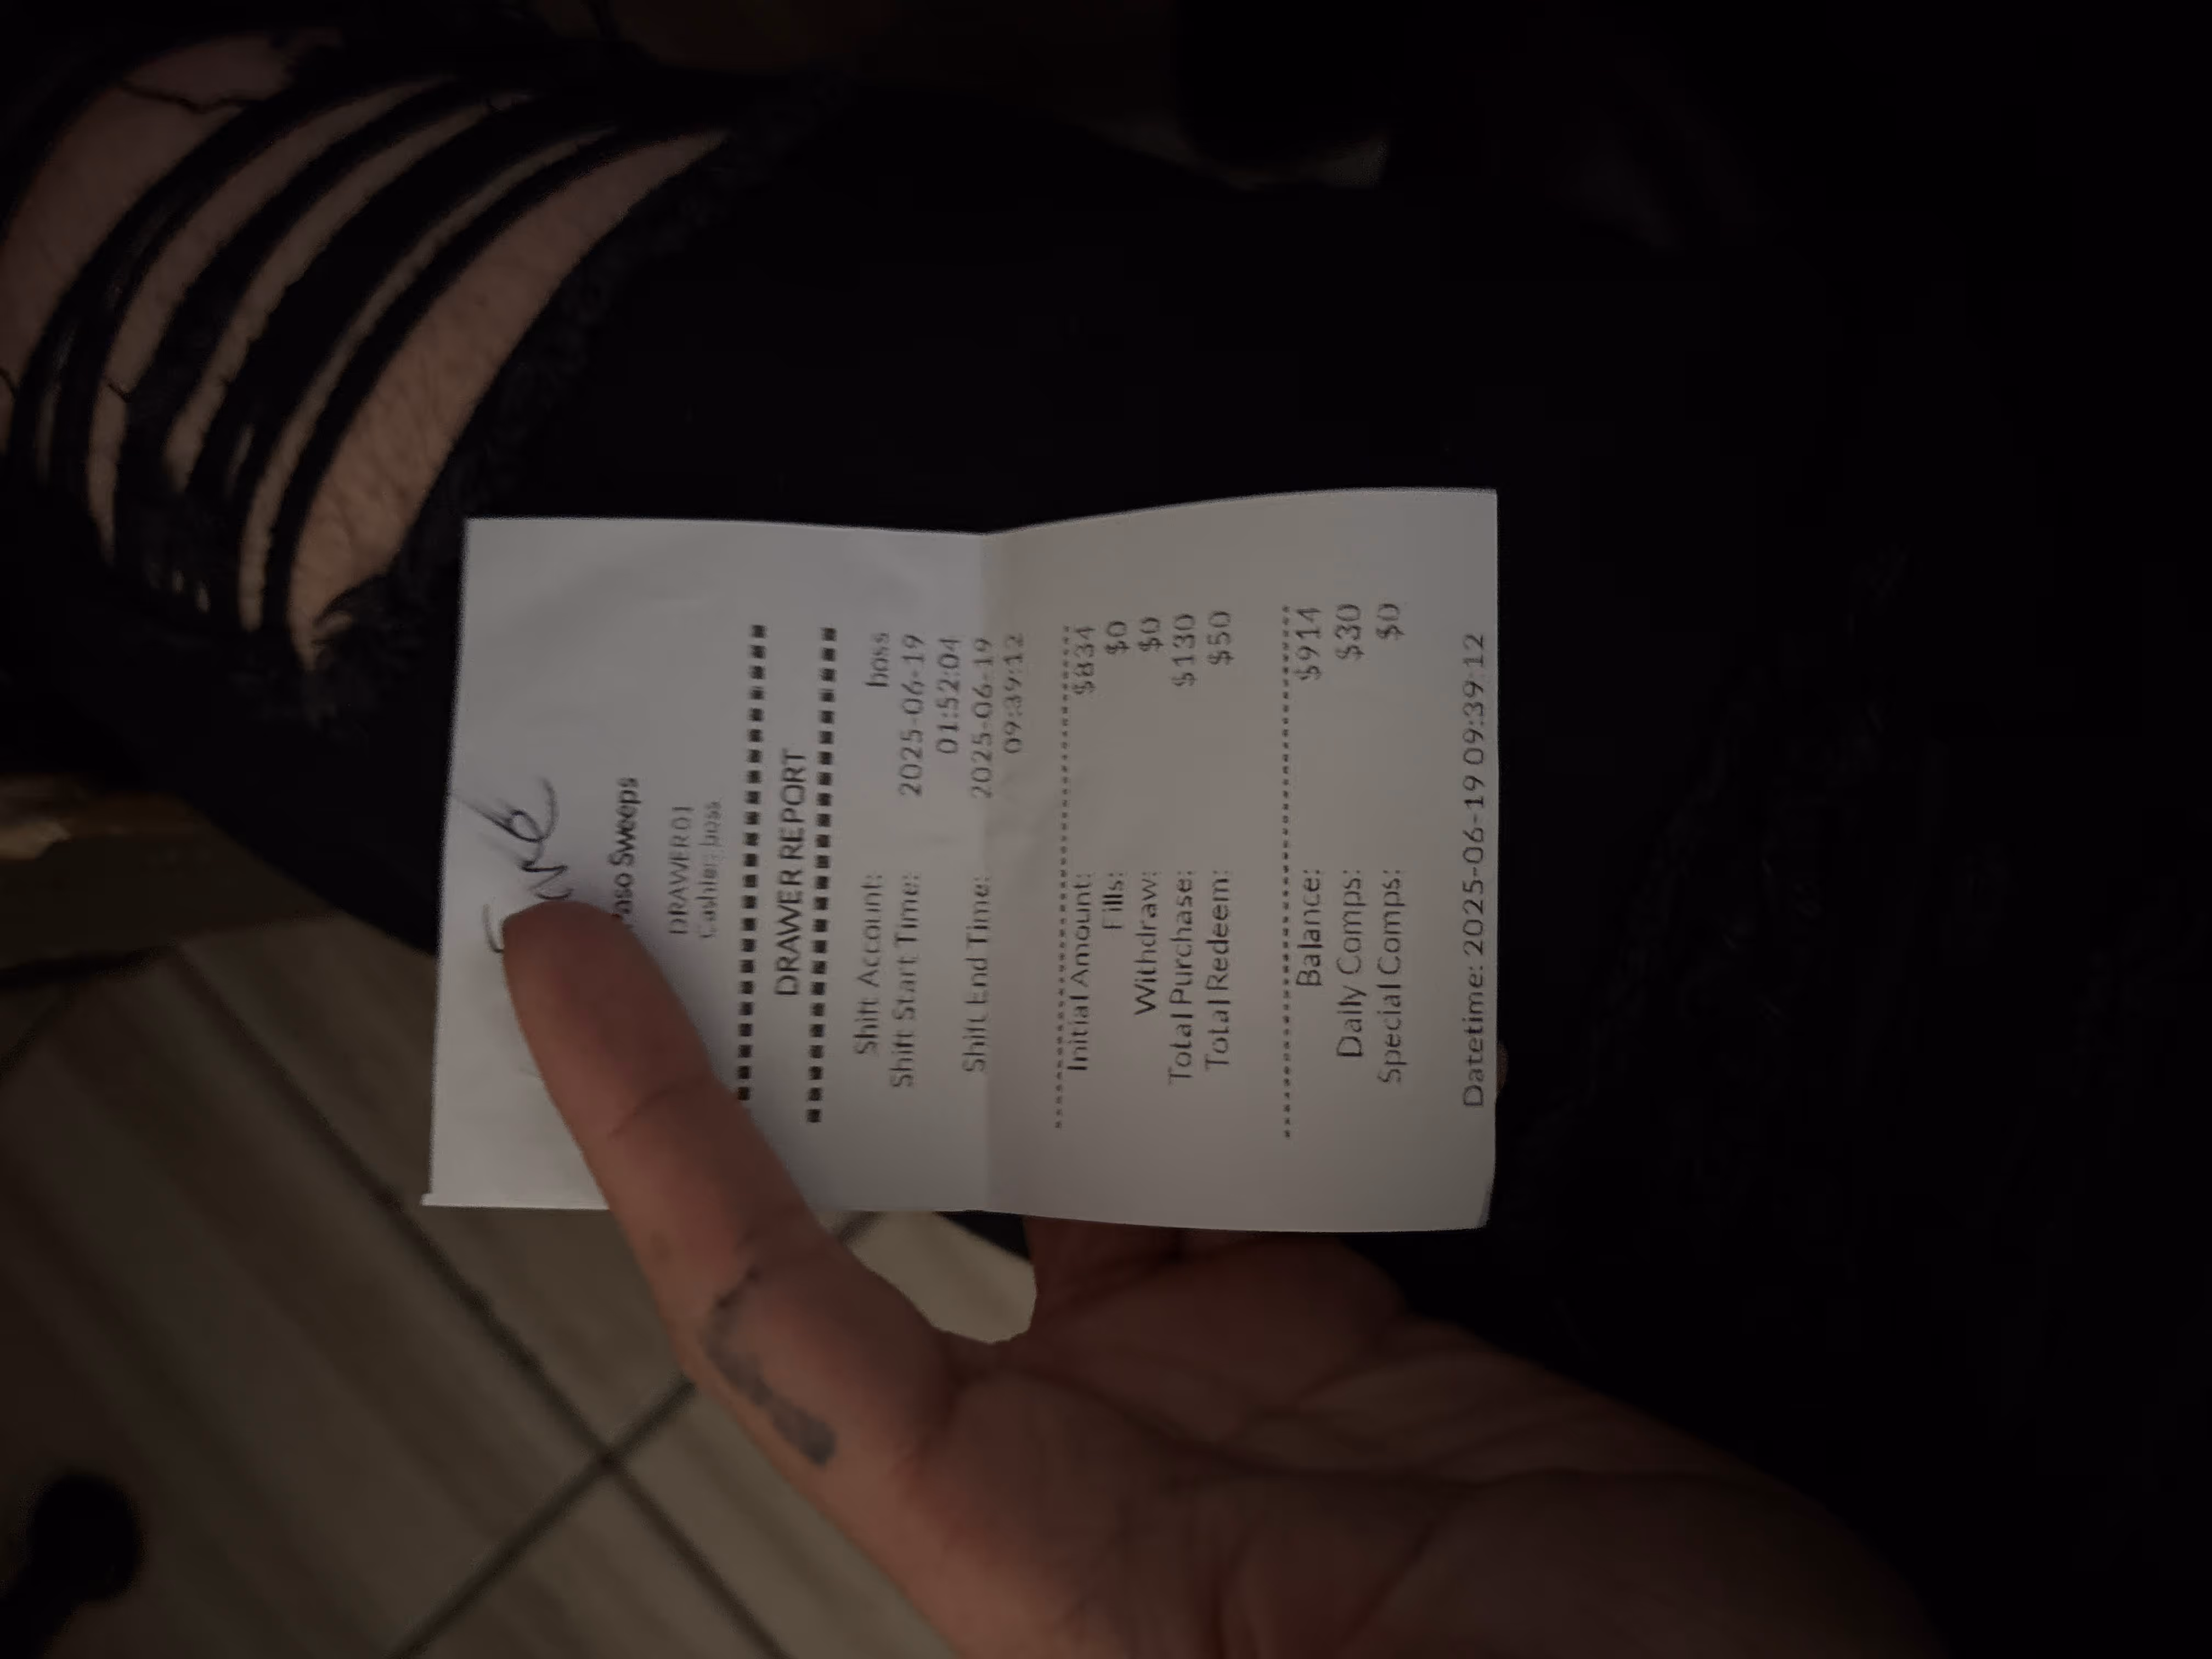 aso Sweeps
DRAWER01
Cashier: boss
DRAWER REPORT
Shift Account: boss
Shift Start Time: 2025-06-19
01:52:04
Shift End Time: 2025-06-19
09:39:12
Initial Amount: $834
Fills: $0
Withdraw: $0
Total Purchase: $130
Total Redeem: $50
Balance: $914
Daily Comps: $30
Special Comps: $0
Datetime: 2025-06-19 09:39:12